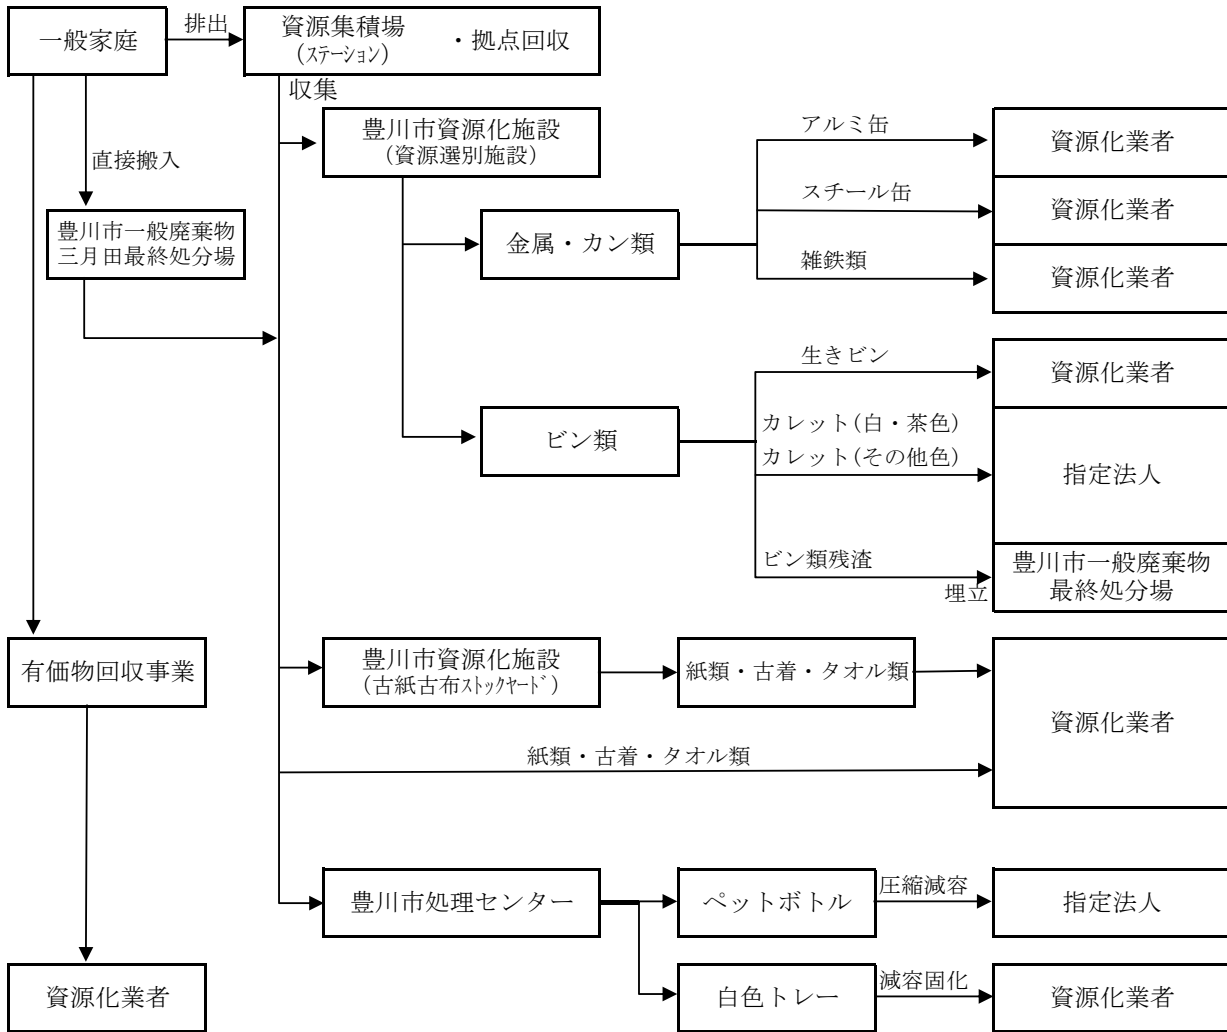 一般家庭
排出
資源集積場 ・拠点回収
(ｽﾃｰｼｮﾝ)
収集
豊川市資源化施設
(資源選別施設)
アルミ缶
資源化業者
直接搬入
スチール缶
資源化業者
豊川市一般廃棄物
三月田最終処分場
金属・カン類
雑鉄類
資源化業者
生きビン
資源化業者
ビン類
カレット(白・茶色)
カレット(その他色)
指定法人
ビン類残渣
埋立
豊川市一般廃棄物
最終処分場
有価物回収事業
豊川市資源化施設
(古紙古布ｽﾄｯｸﾔｰﾄﾞ)
紙類・古着・タオル類
資源化業者
紙類・古着・タオル類
豊川市処理センター
ペットボトル
圧縮減容
指定法人
資源化業者
白色トレー
減容固化
資源化業者